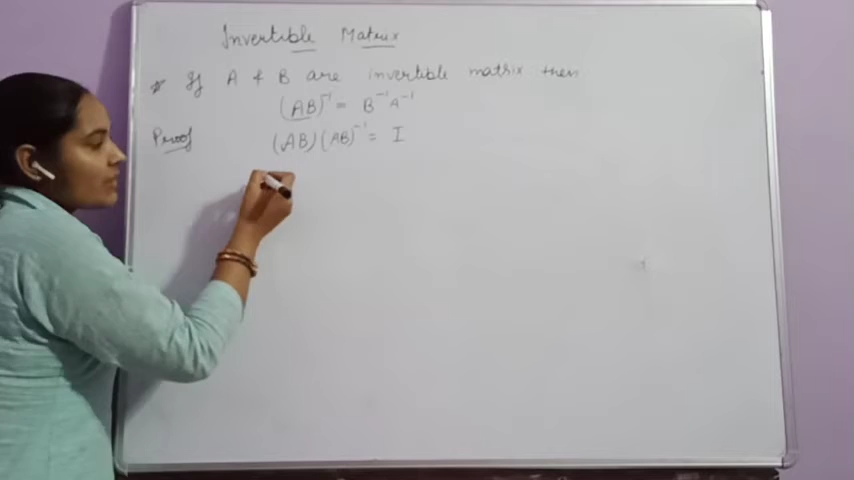 Invertible Matrix
* If A & B are invertible matrix then
(AB)⁻¹ = B⁻¹A⁻¹
Proof (AB)(AB)⁻¹ = I